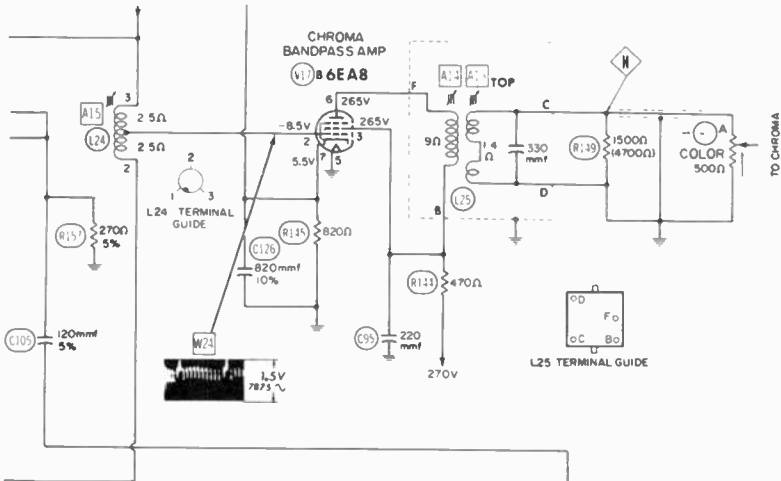 CHROMA
BANDPASS AMP
V17 B 6EA8
A14 TOP
N
6
265V
F
A15
3
2.5Ω
L24
2.5Ω
2
-8.5V
2
265V
3
5.5V
7
5
9Ω
1.4
Ω
330
mmf
C
R149
1500Ω
(4700Ω)
A
COLOR
500Ω
TO CHROMA
D
L25
B
2
1
3
L24 TERMINAL
GUIDE
R157
270Ω
5%
C126
820mmf
10%
R145
820Ω
R144
470Ω
C105
120mmf
5%
W24
1.5V
7875 ~
C95
220
mmf
270V
D
F
C
B
L25 TERMINAL GUIDE